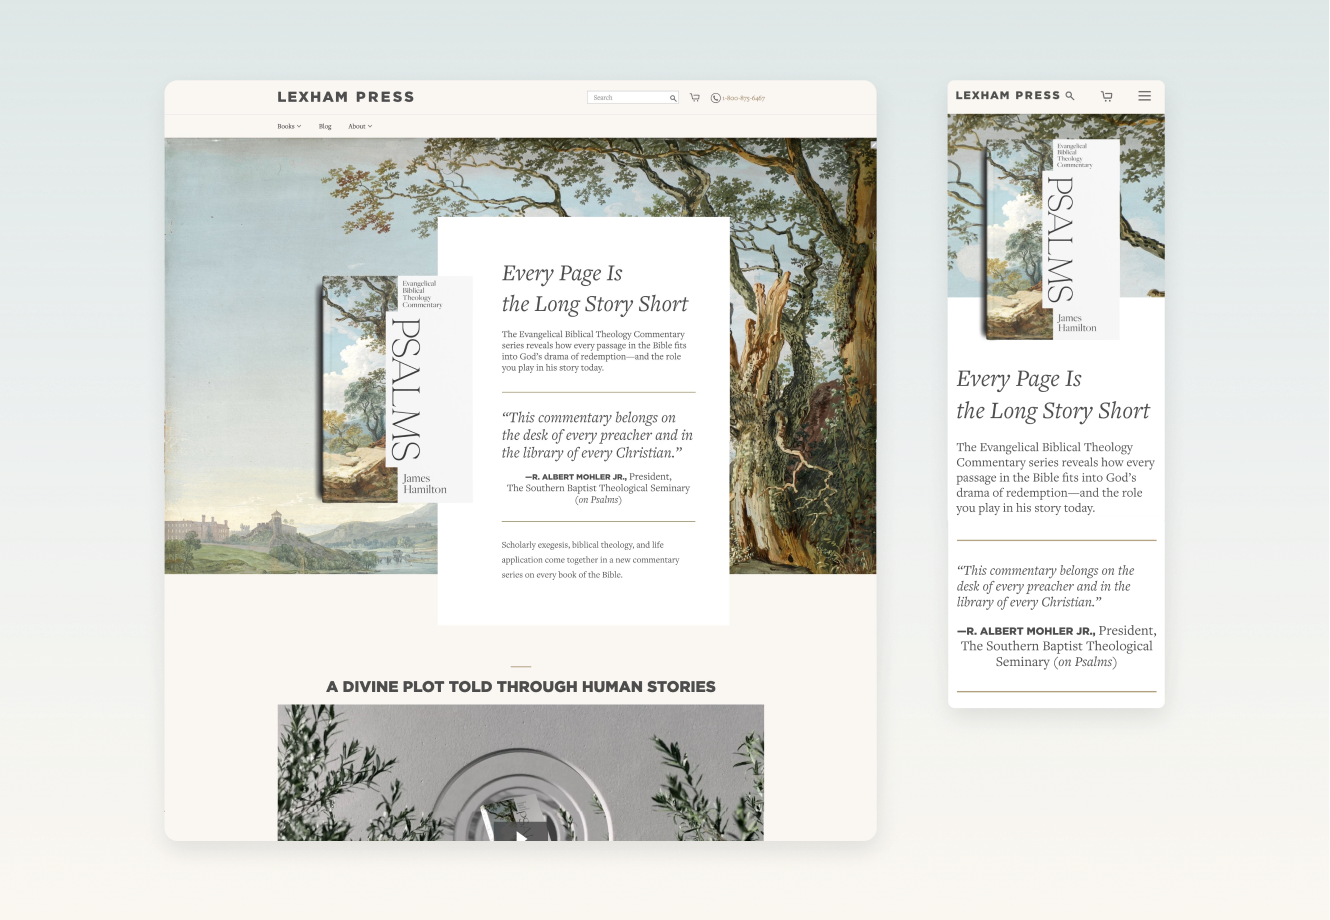 LEXHAM PRESS
Search
1-800-875-6467
Books
Blog
About
Evangelical
Biblical
Theology
Commentary
PSALMS
James
Hamilton
Every Page Is
the Long Story Short
The Evangelical Biblical Theology Commentary
series reveals how every passage in the Bible fits
into God’s drama of redemption—and the role
you play in his story today.
“This commentary belongs on
the desk of every preacher and in
the library of every Christian.”
—R. ALBERT MOHLER JR., President,
The Southern Baptist Theological Seminary
(on Psalms)
Scholarly exegesis, biblical theology, and life
application come together in a new commentary
series on every book of the Bible.
A DIVINE PLOT TOLD THROUGH HUMAN STORIES
LEXHAM PRESS
Evangelical
Biblical
Theology
Commentary
PSALMS
James
Hamilton
Every Page Is
the Long Story Short
The Evangelical Biblical Theology
Commentary series reveals how every
passage in the Bible fits into God’s
drama of redemption—and the role
you play in his story today.
“This commentary belongs on the
desk of every preacher and in the
library of every Christian.”
—R. ALBERT MOHLER JR., President,
The Southern Baptist Theological
Seminary (on Psalms)